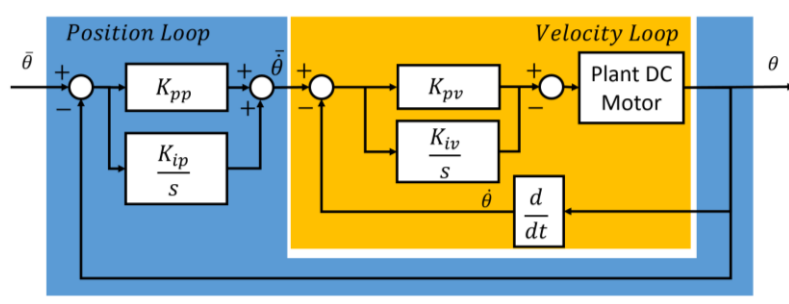 Position Loop
Velocity Loop
θ̄
+
−
K_pp
K_ip
s
+
+
θ̇̄
+
−
K_pv
K_iv
s
+
−
Plant DC
Motor
θ
θ̇
d
dt